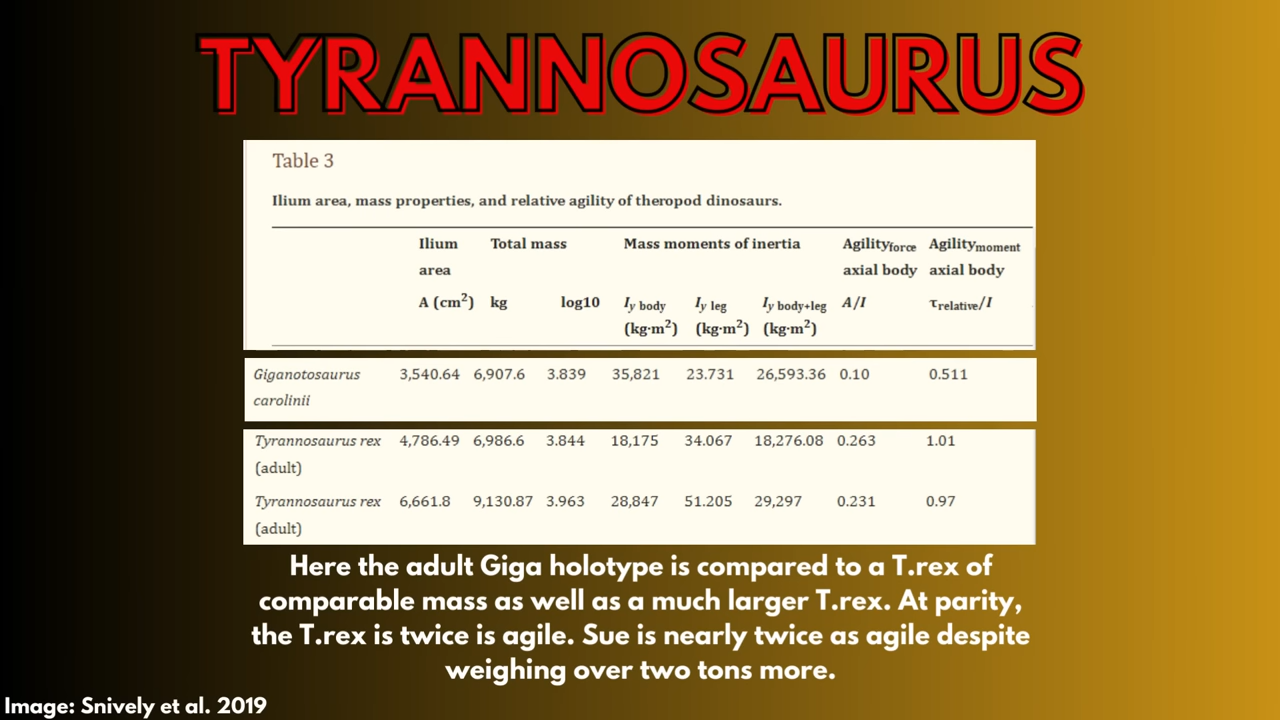 TYRANNOSAURUS
Table 3
Ilium area, mass properties, and relative agility of theropod dinosaurs.
Ilium Total mass Mass moments of inertia Agilityforce Agilitymoment
area axial body axial body
A (cm²) kg log10 Iy body Iy leg Iy body+leg A/I τrelative/I
(kg·m²) (kg·m²) (kg·m²)
Giganotosaurus 3,540.64 6,907.6 3.839 35,821 23.731 26,593.36 0.10 0.511
carolinii
Tyrannosaurus rex 4,786.49 6,986.6 3.844 18,175 34.067 18,276.08 0.263 1.01
(adult)
Tyrannosaurus rex 6,661.8 9,130.87 3.963 28,847 51.205 29,297 0.231 0.97
(adult)
Here the adult Giga holotype is compared to a T.rex of
comparable mass as well as a much larger T.rex. At parity,
the T.rex is twice is agile. Sue is nearly twice as agile despite
weighing over two tons more.
Image: Snively et al. 2019